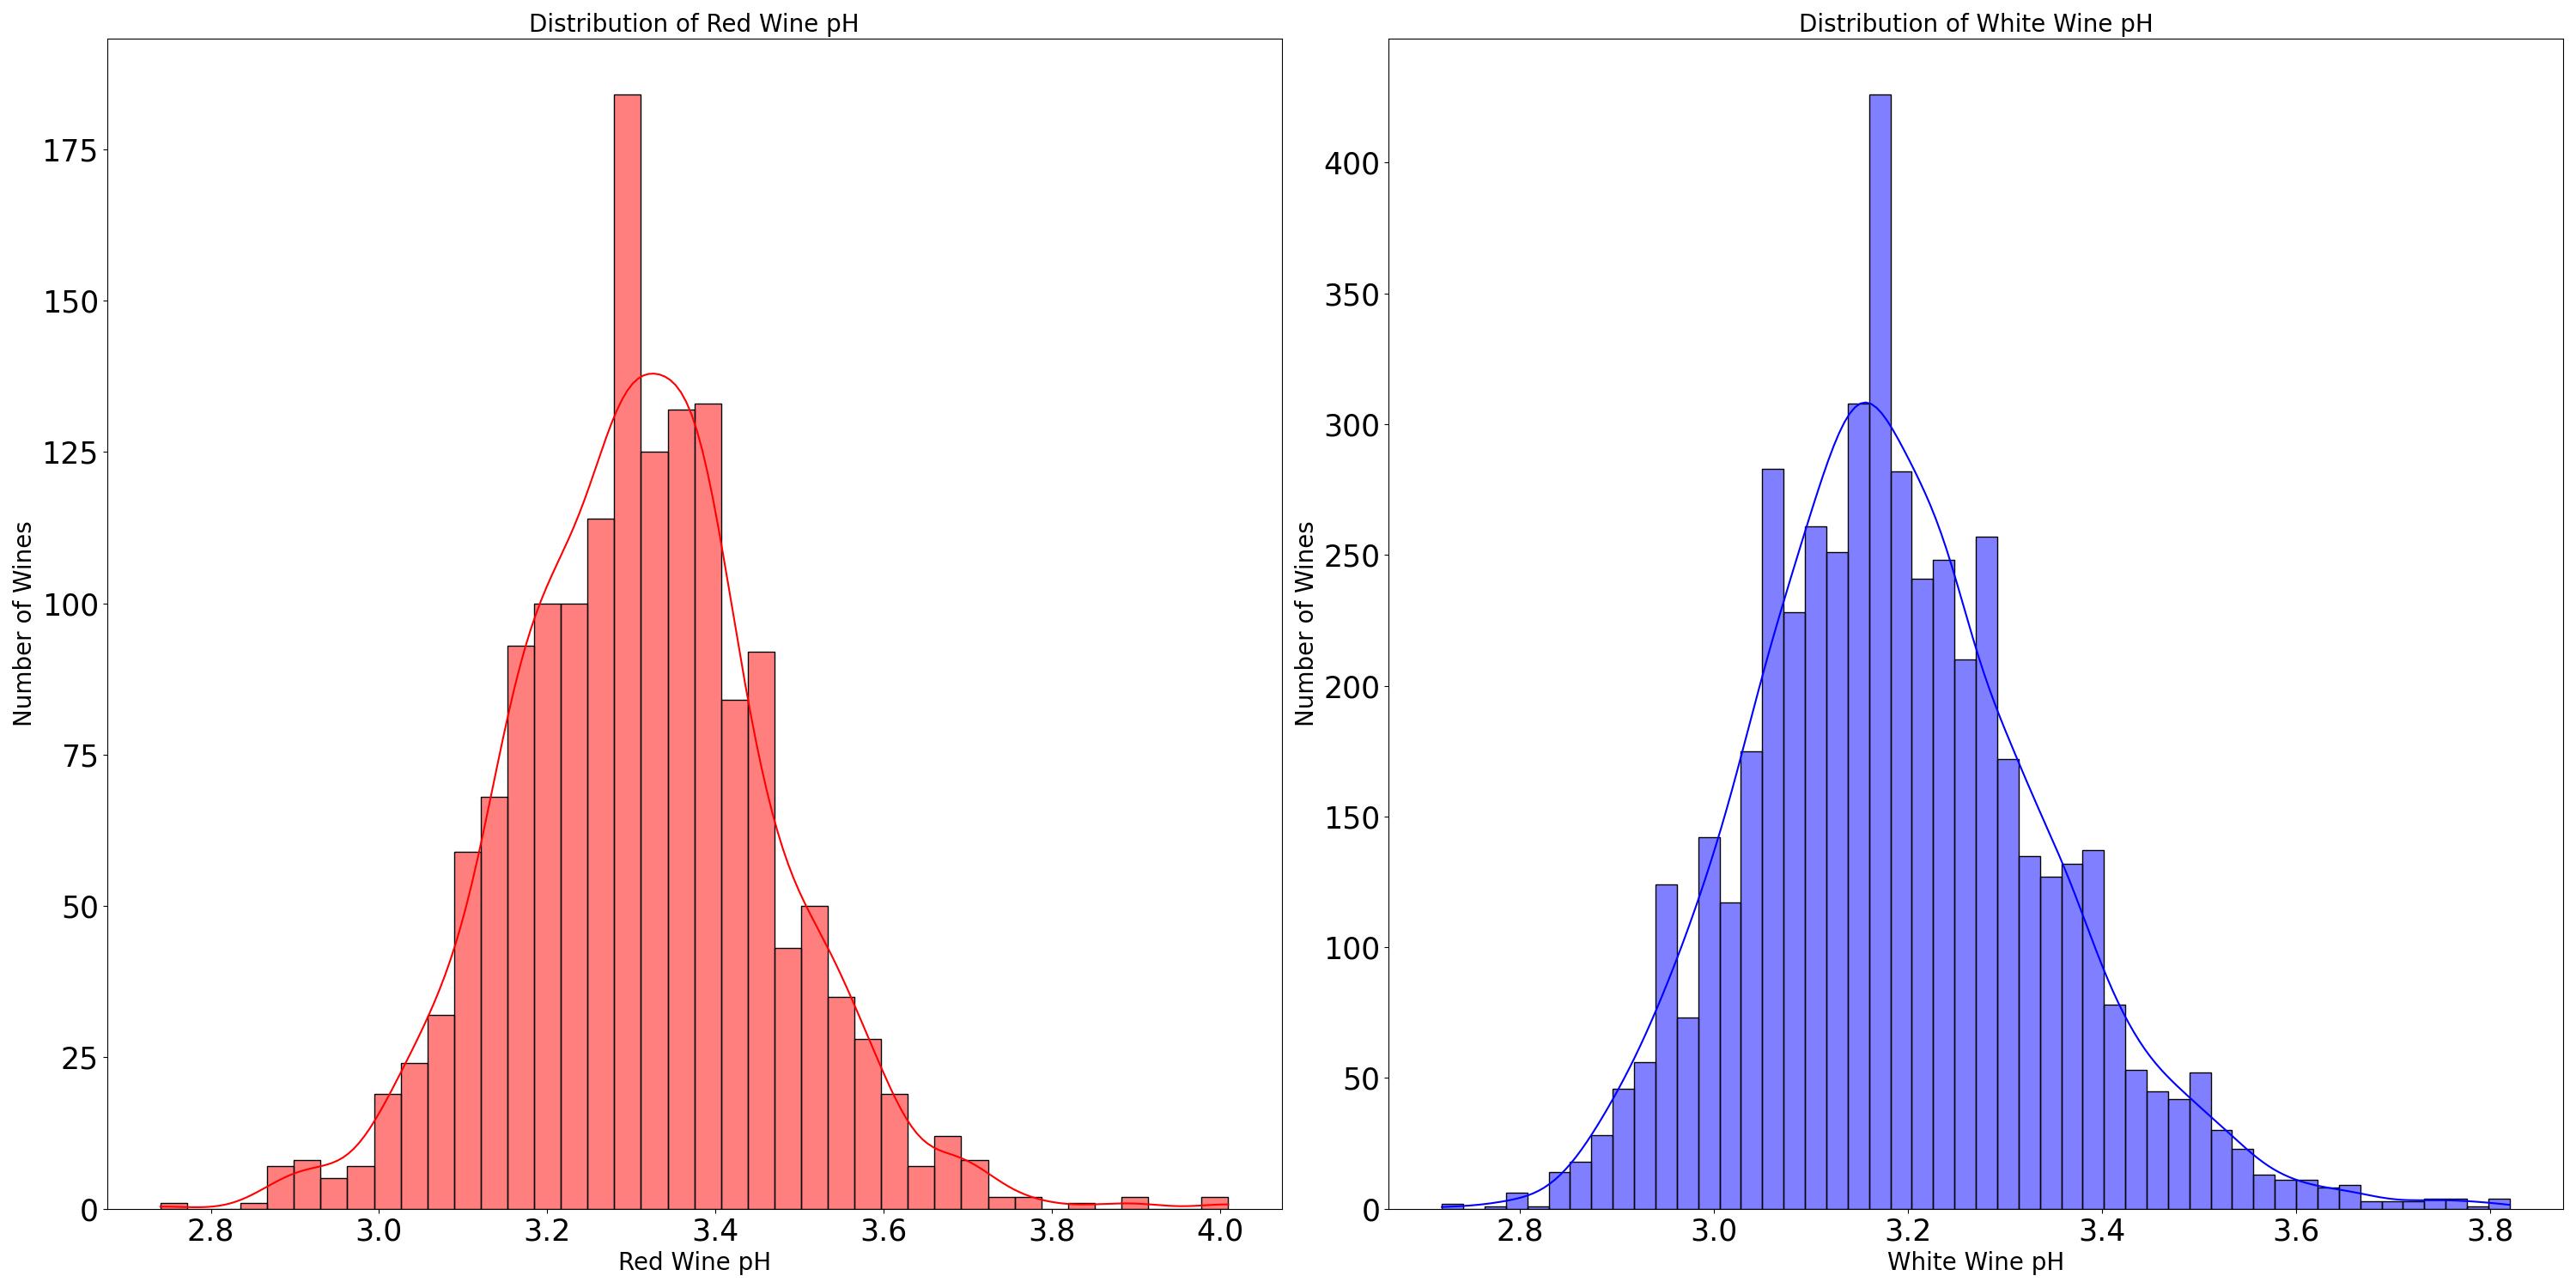 Distribution of Red Wine pH
Number of Wines
175
150
125
100
75
50
25
0
2.8 3.0 3.2 3.4 3.6 3.8 4.0
Red Wine pH
Distribution of White Wine pH
Number of Wines
400
350
300
250
200
150
100
50
0
2.8 3.0 3.2 3.4 3.6 3.8
White Wine pH